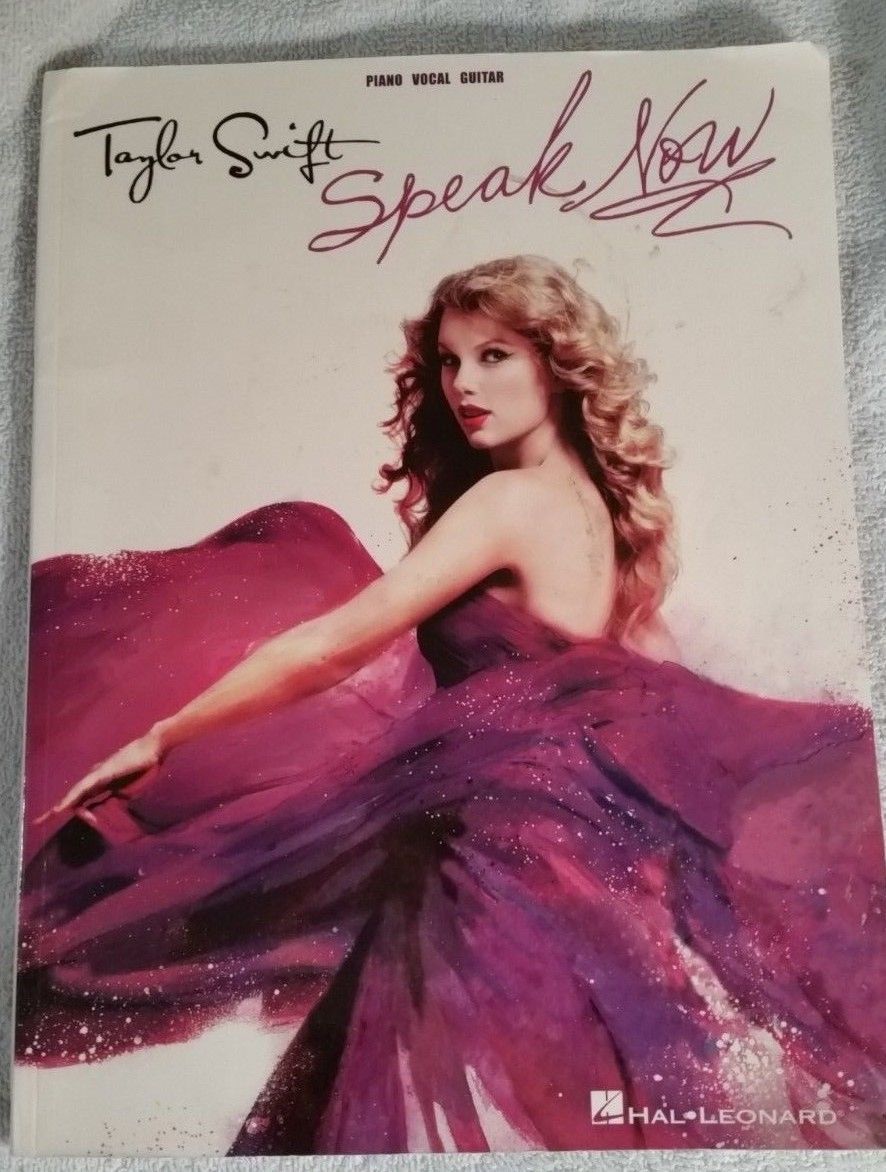 PIANO VOCAL GUITAR
Taylor Swift
Speak Now
HAL•LEONARD